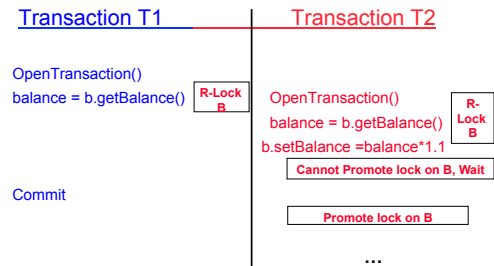 Transaction T1
Transaction T2
OpenTransaction()
balance = b.getBalance()
R-Lock
B
OpenTransaction()
balance = b.getBalance()
R-
Lock
B
b.setBalance =balance*1.1
Cannot Promote lock on B, Wait
Commit
Promote lock on B
...